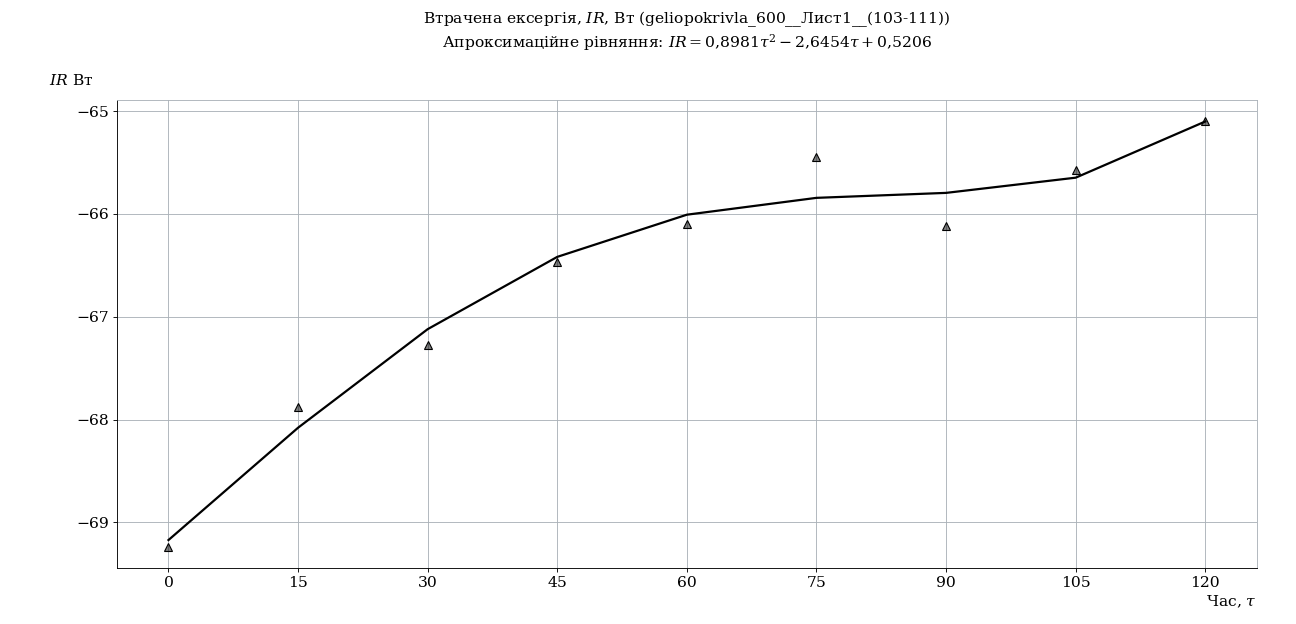 Втрачена ексергія, IR, Вт (geliopokrivla_600__Лист1__(103-111))
Апроксимаційне рівняння: IR = 0,8981τ² − 2,6454τ + 0,5206
IR Вт
−65
−66
−67
−68
−69
0 15 30 45 60 75 90 105 120
Час, τ